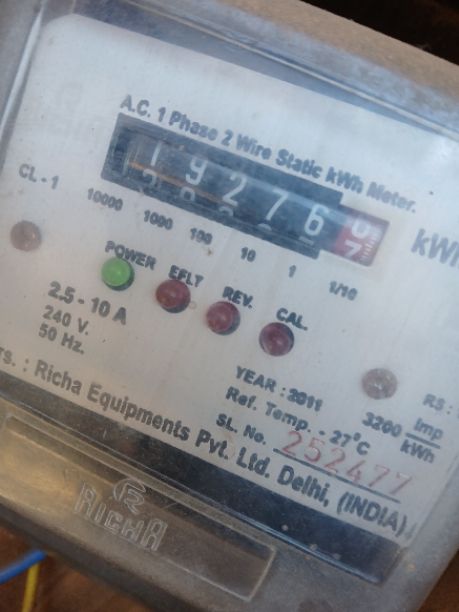 A.C. 1 Phase 2 Wire Static kWh Meter.
CL - 1
19276
kWh
10000 1000 100 10 1 1/10
POWER EFLT REV. CAL.
2.5 - 10 A
240 V.
50 Hz.
YEAR : 2011
Ref. Temp. - 27°C
SL. No. 252477
3200 Imp
kWh
Richa Equipments Pvt. Ltd. Delhi, (INDIA)
RICHA